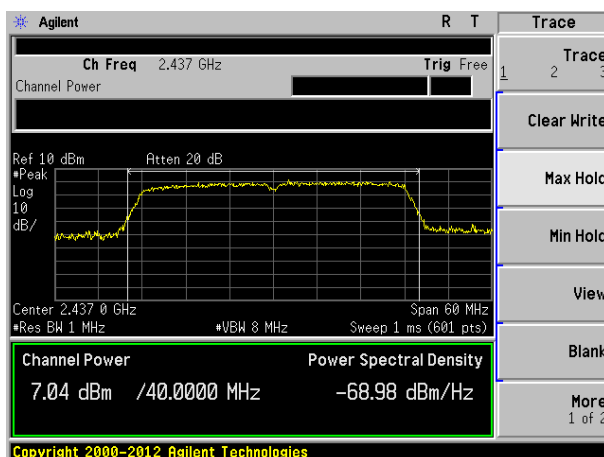 Agilent R T Trace
Ch Freq 2.437 GHz Trig Free
Channel Power
Trace
1 2 3
Clear Write
Max Hold
Min Hold
View
Blank
More
1 of 2
Ref 10 dBm Atten 20 dB
#Peak
Log
10
dB/
Center 2.437 0 GHz Span 60 MHz
#Res BW 1 MHz #VBW 8 MHz Sweep 1 ms (601 pts)
Channel Power Power Spectral Density
7.04 dBm /40.0000 MHz -68.98 dBm/Hz
Copyright 2000-2012 Agilent Technologies